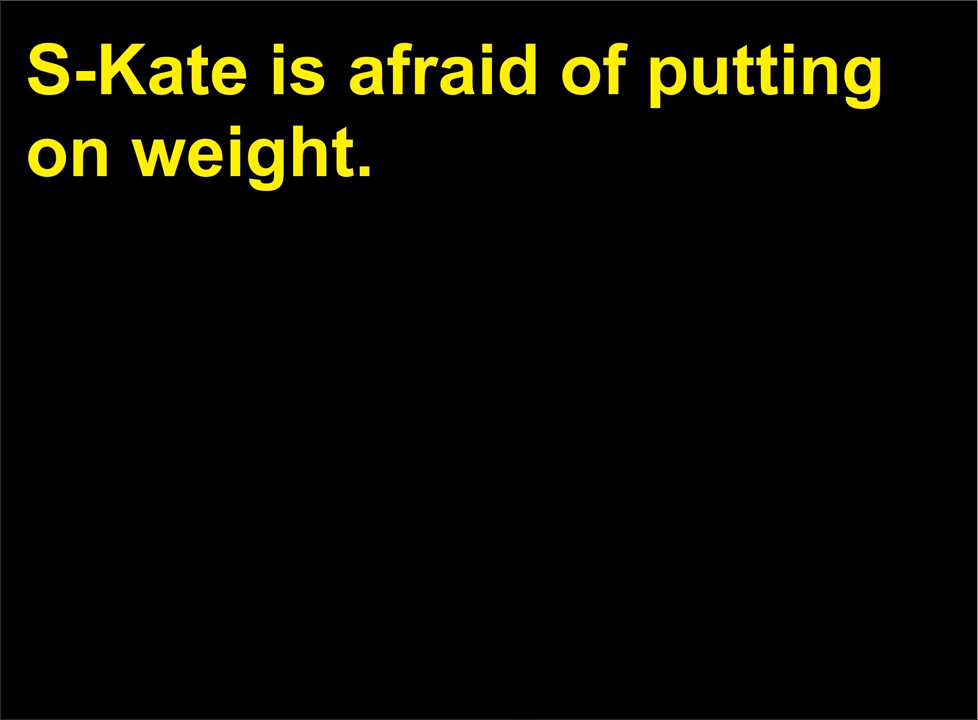 S-Kate is afraid of putting
on weight.